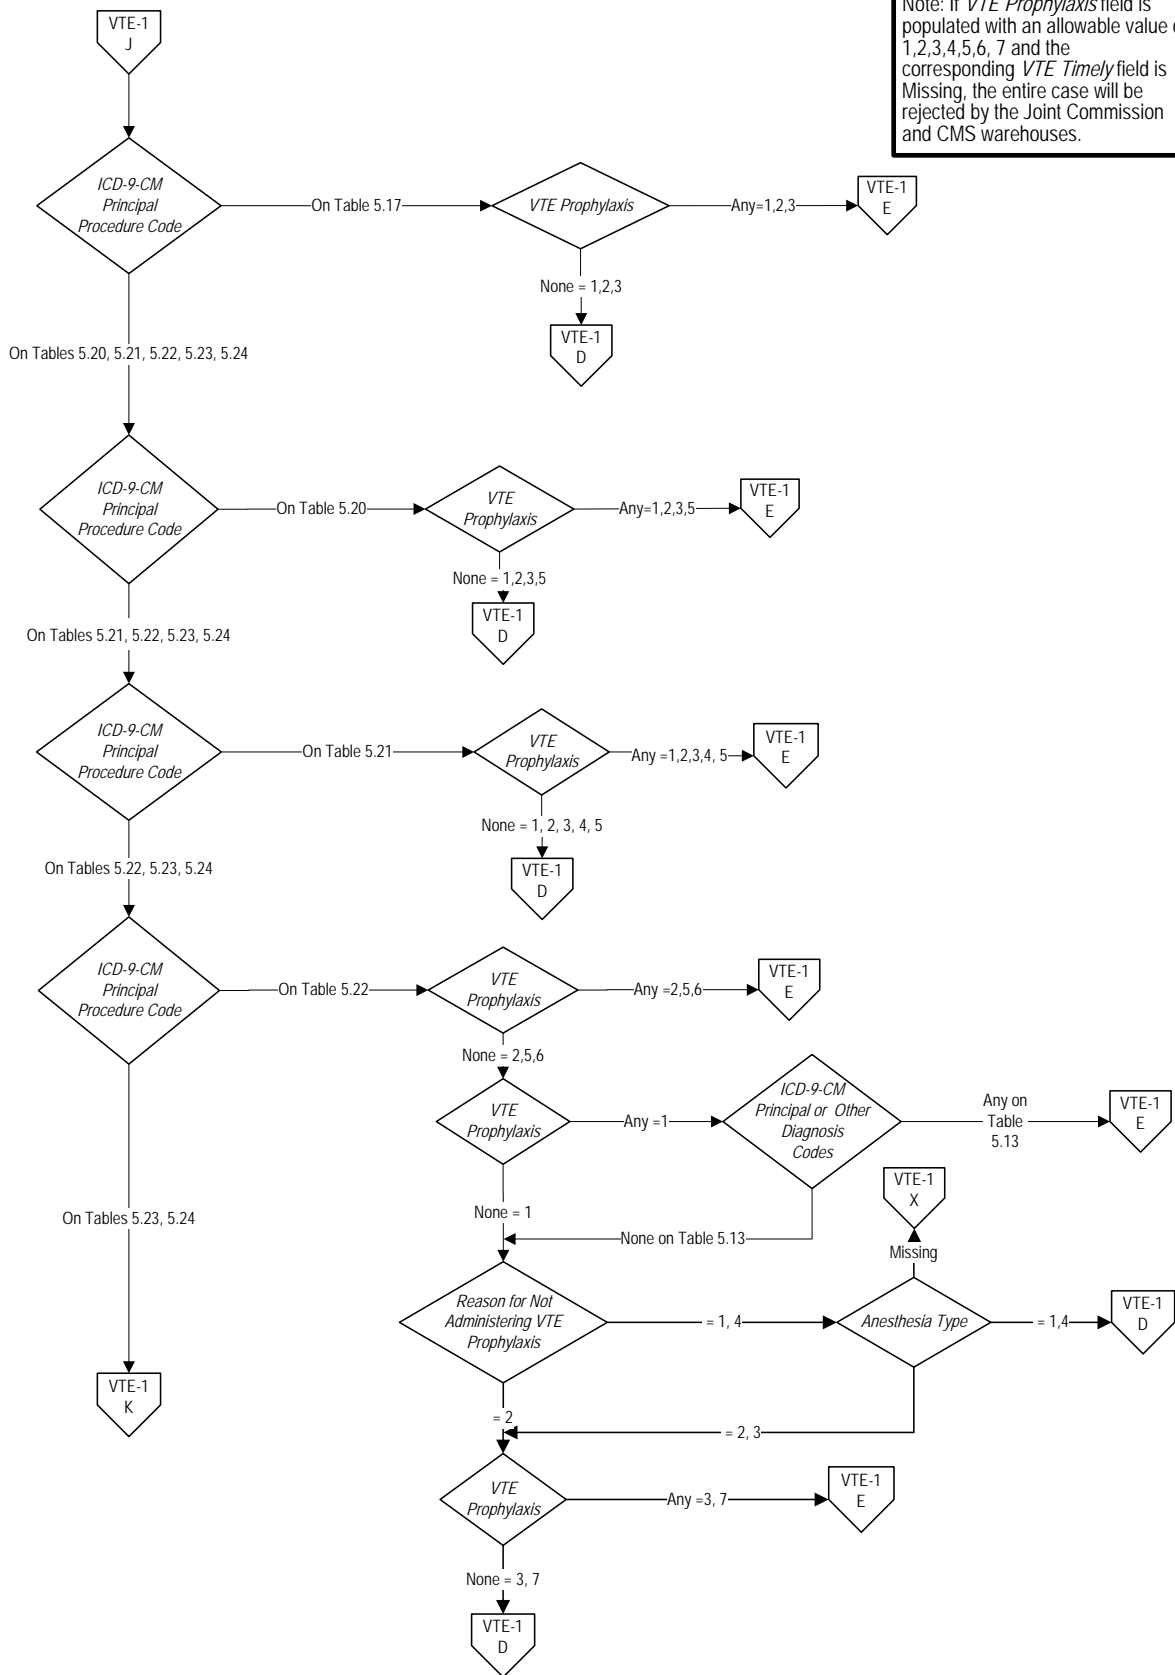 VTE-1
J
Note: If VTE Prophylaxis field is
populated with an allowable value
1,2,3,4,5,6, 7 and the
corresponding VTE Timely field is
Missing, the entire case will be
rejected by the Joint Commission
and CMS warehouses.
ICD-9-CM
Principal
Procedure Code
On Table 5.17
VTE Prophylaxis
Any=1,2,3
VTE-1
E
None = 1,2,3
VTE-1
D
On Tables 5.20, 5.21, 5.22, 5.23, 5.24
ICD-9-CM
Principal
Procedure Code
On Table 5.20
VTE
Prophylaxis
Any=1,2,3,5
VTE-1
E
None = 1,2,3,5
VTE-1
D
On Tables 5.21, 5.22, 5.23, 5.24
ICD-9-CM
Principal
Procedure Code
On Table 5.21
VTE
Prophylaxis
Any =1,2,3,4, 5
VTE-1
E
None = 1, 2, 3, 4, 5
VTE-1
D
On Tables 5.22, 5.23, 5.24
ICD-9-CM
Principal
Procedure Code
On Table 5.22
VTE
Prophylaxis
Any =2,5,6
VTE-1
E
None = 2,5,6
VTE
Prophylaxis
Any =1
ICD-9-CM
Principal or Other
Diagnosis
Codes
Any on
Table
5.13
VTE-1
E
None = 1
None on Table 5.13
VTE-1
X
Missing
On Tables 5.23, 5.24
Reason for Not
Administering VTE
Prophylaxis
= 1, 4
Anesthesia Type
= 1,4
VTE-1
D
VTE-1
K
= 2
= 2, 3
VTE
Prophylaxis
Any =3, 7
VTE-1
E
None = 3, 7
VTE-1
D